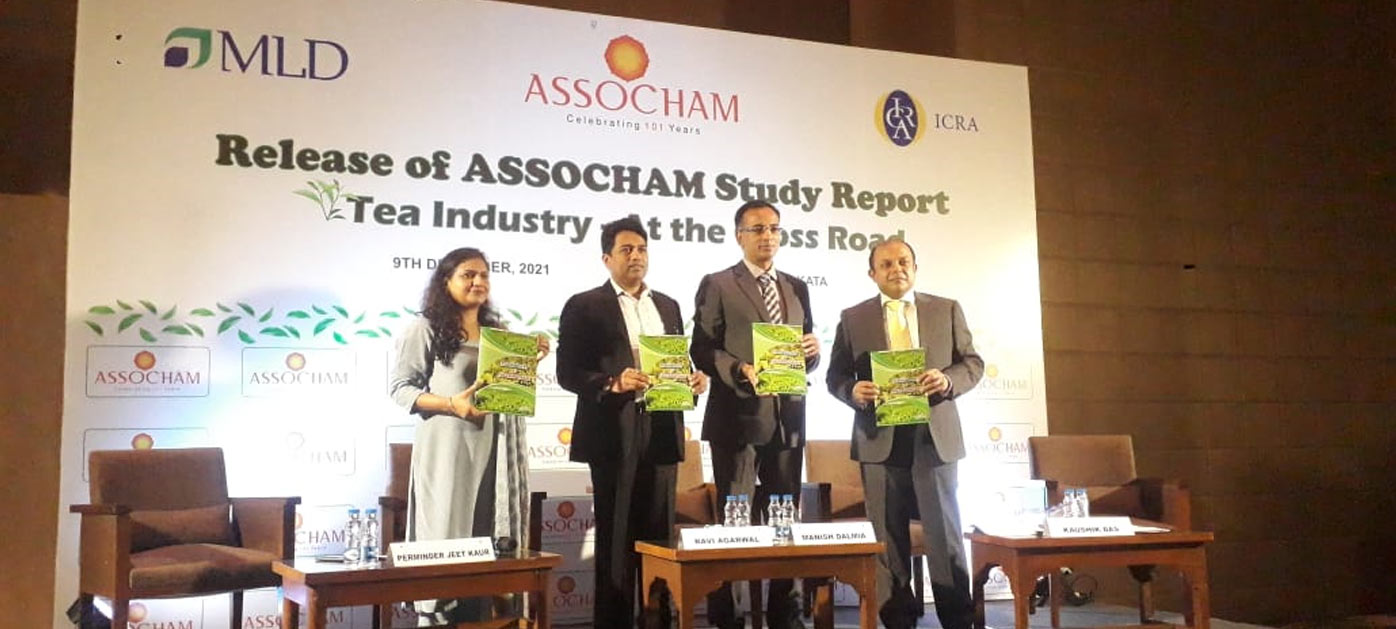 MLD
ASSOCHAM
Celebrating 101 Years
ICRA
ICRA
Release of ASSOCHAM Study Report
Tea Industry - At the oss Road
9TH DE ER, 2021
KATA
ASSOCHAM
ASSOCHAM
ASSOCHAM
PERMINDER JEET KAUR
RAVI AGARWAL
MANISH DALMIA
KAUSHIK DAS